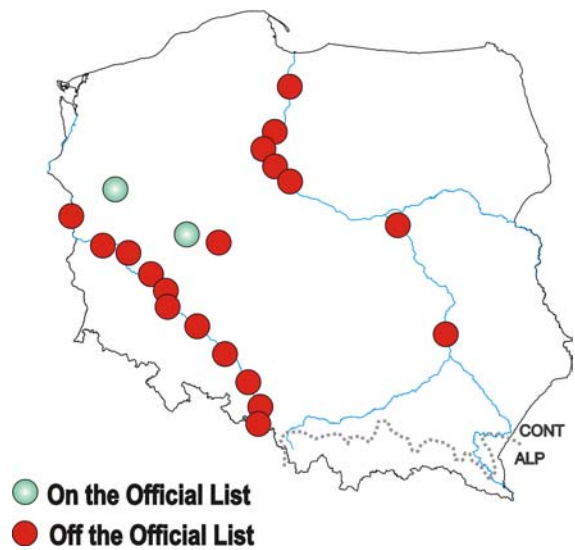 CONT
ALP
On the Official List
Off the Official List